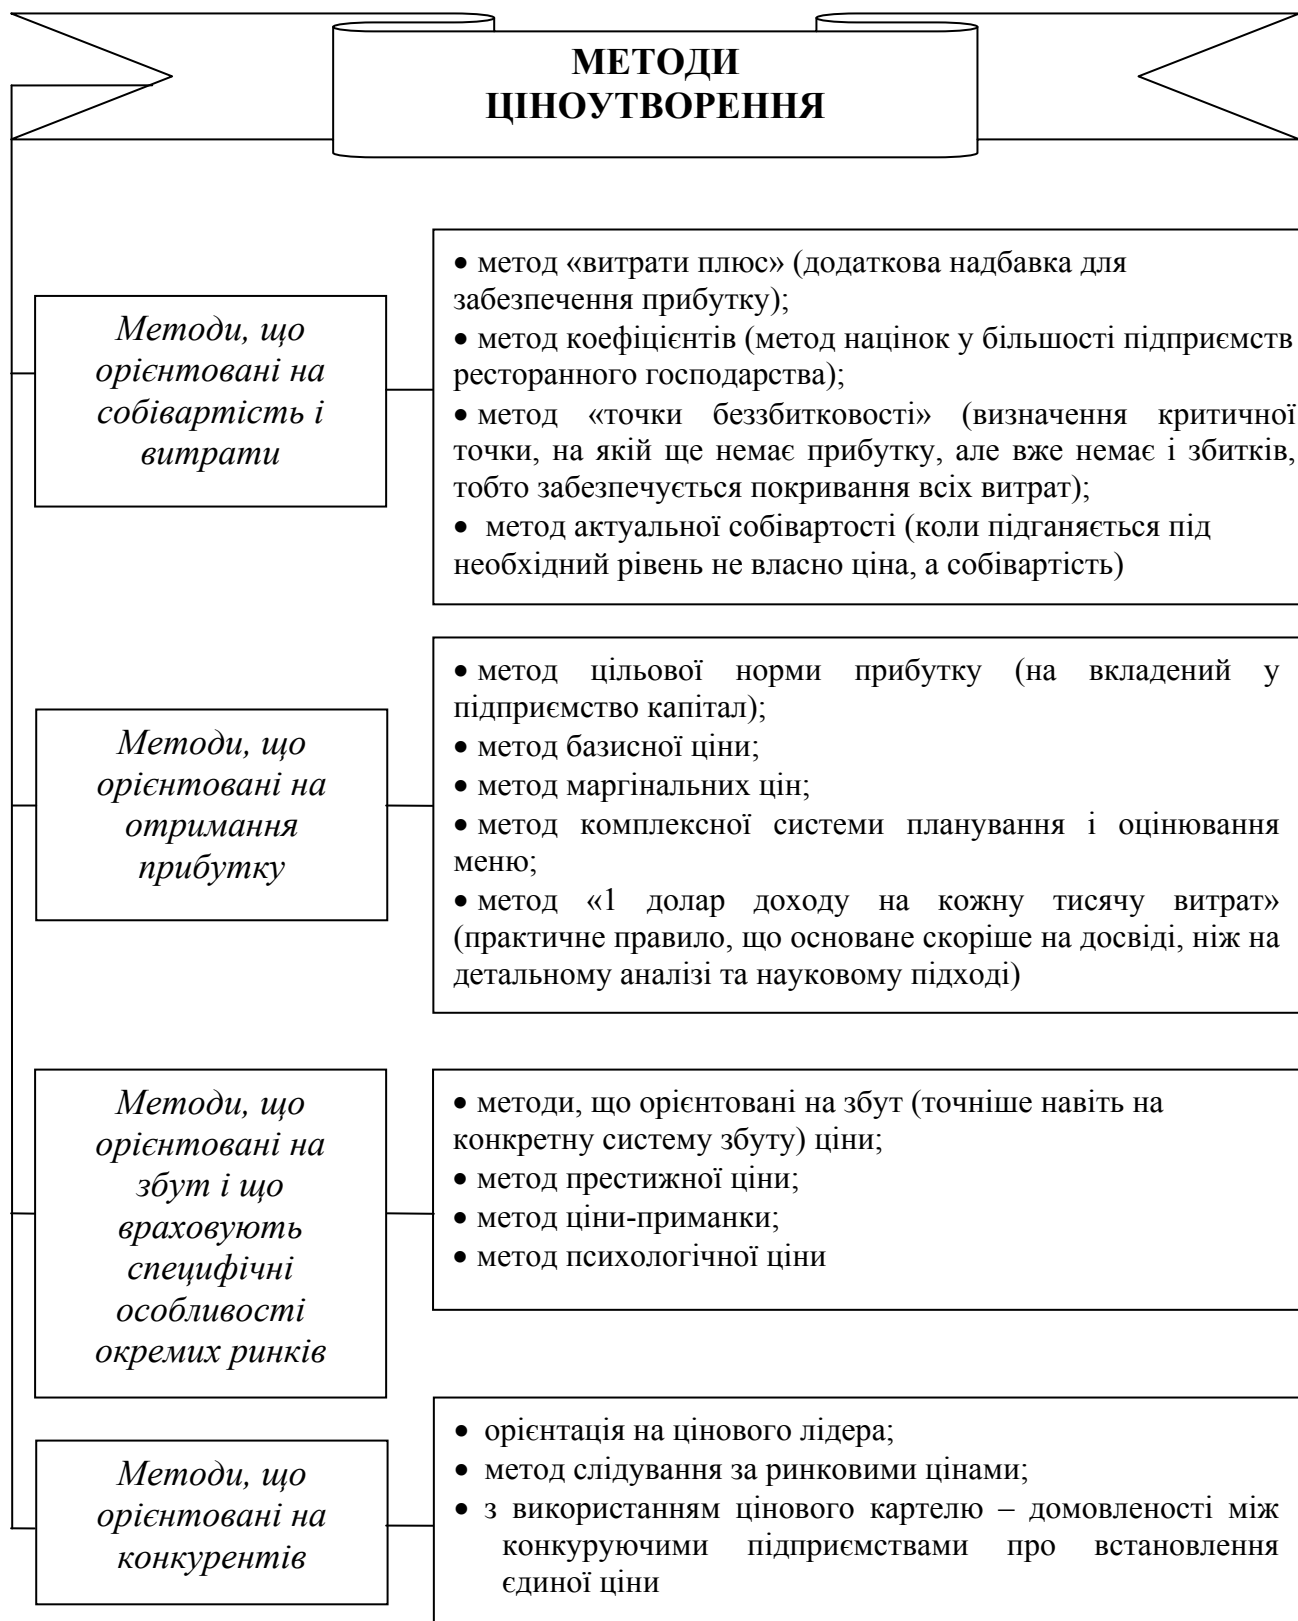 МЕТОДИ
ЦІНОУТВОРЕННЯ
Методи, що
орієнтовані на
собівартість і
витрати
• метод «витрати плюс» (додаткова надбавка для
забезпечення прибутку);
• метод коефіцієнтів (метод націнок у більшості підприємств
ресторанного господарства);
• метод «точки беззбитковості» (визначення критичної
точки, на якій ще немає прибутку, але вже немає і збитків,
тобто забезпечується покривання всіх витрат);
• метод актуальної собівартості (коли підганяється під
необхідний рівень не власно ціна, а собівартість)
Методи, що
орієнтовані на
отримання
прибутку
• метод цільової норми прибутку (на вкладений у
підприємство капітал);
• метод базисної ціни;
• метод маргінальних цін;
• метод комплексної системи планування і оцінювання
меню;
• метод «1 долар доходу на кожну тисячу витрат»
(практичне правило, що основане скоріше на досвіді, ніж на
детальному аналізі та науковому підході)
Методи, що
орієнтовані на
збут і що
враховують
специфічні
особливості
окремих ринків
• методи, що орієнтовані на збут (точніше навіть на
конкретну систему збуту) ціни;
• метод престижної ціни;
• метод ціни-приманки;
• метод психологічної ціни
Методи, що
орієнтовані на
конкурентів
• орієнтація на цінового лідера;
• метод слідування за ринковими цінами;
• з використанням цінового картелю – домовленості між
конкуруючими підприємствами про встановлення
єдиної ціни